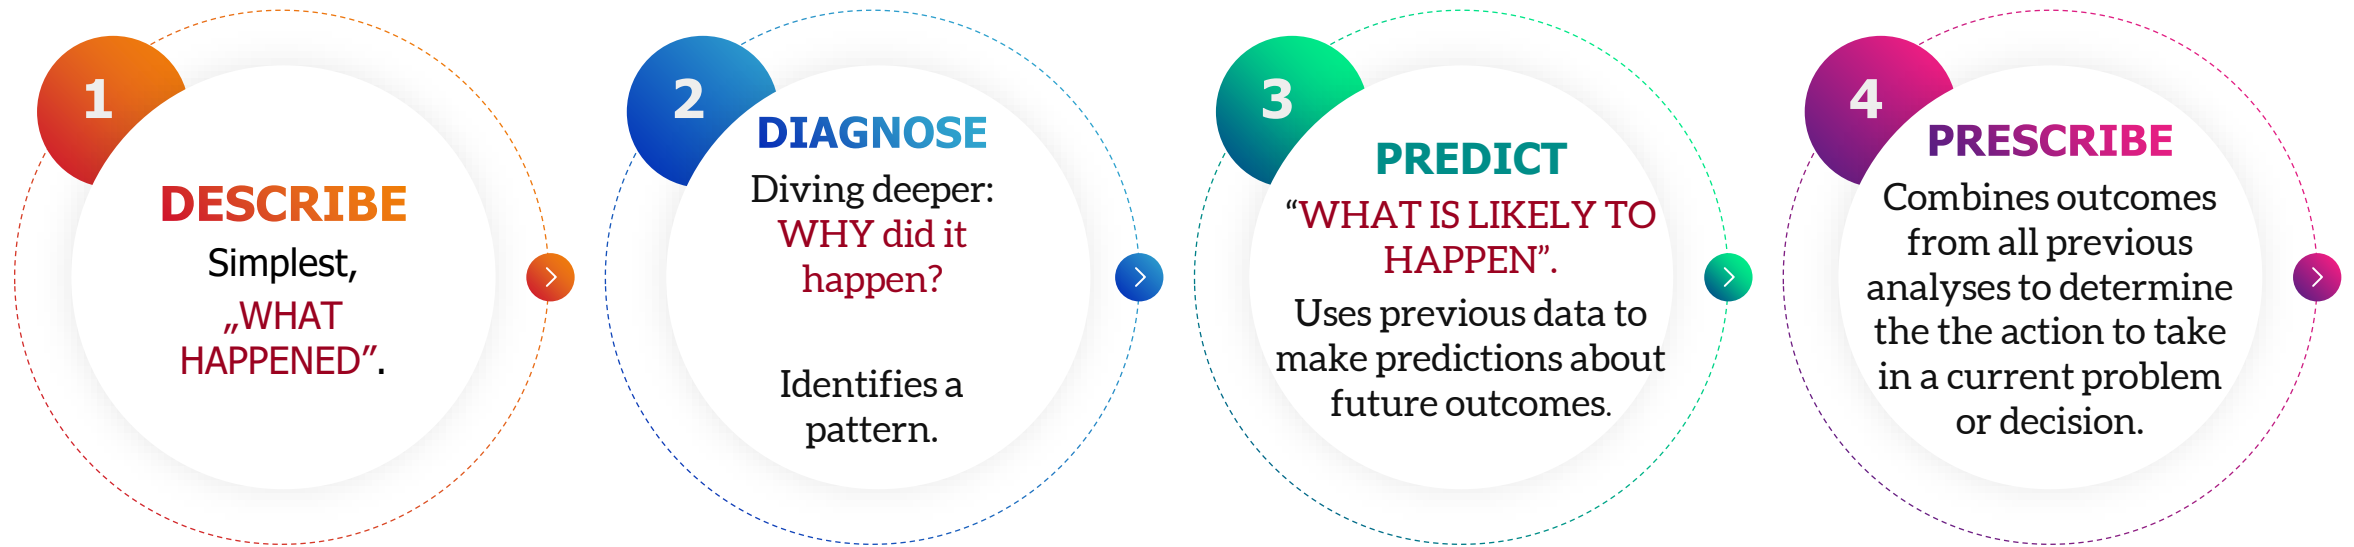 1
DESCRIBE
Simplest,
„WHAT
HAPPENED”.
2
DIAGNOSE
Diving deeper:
WHY did it
happen?
Identifies a
pattern.
3
PREDICT
“WHAT IS LIKELY TO
HAPPEN”.
Uses previous data to
make predictions about
future outcomes.
4
PRESCRIBE
Combines outcomes
from all previous
analyses to determine
the the action to take
in a current problem
or decision.